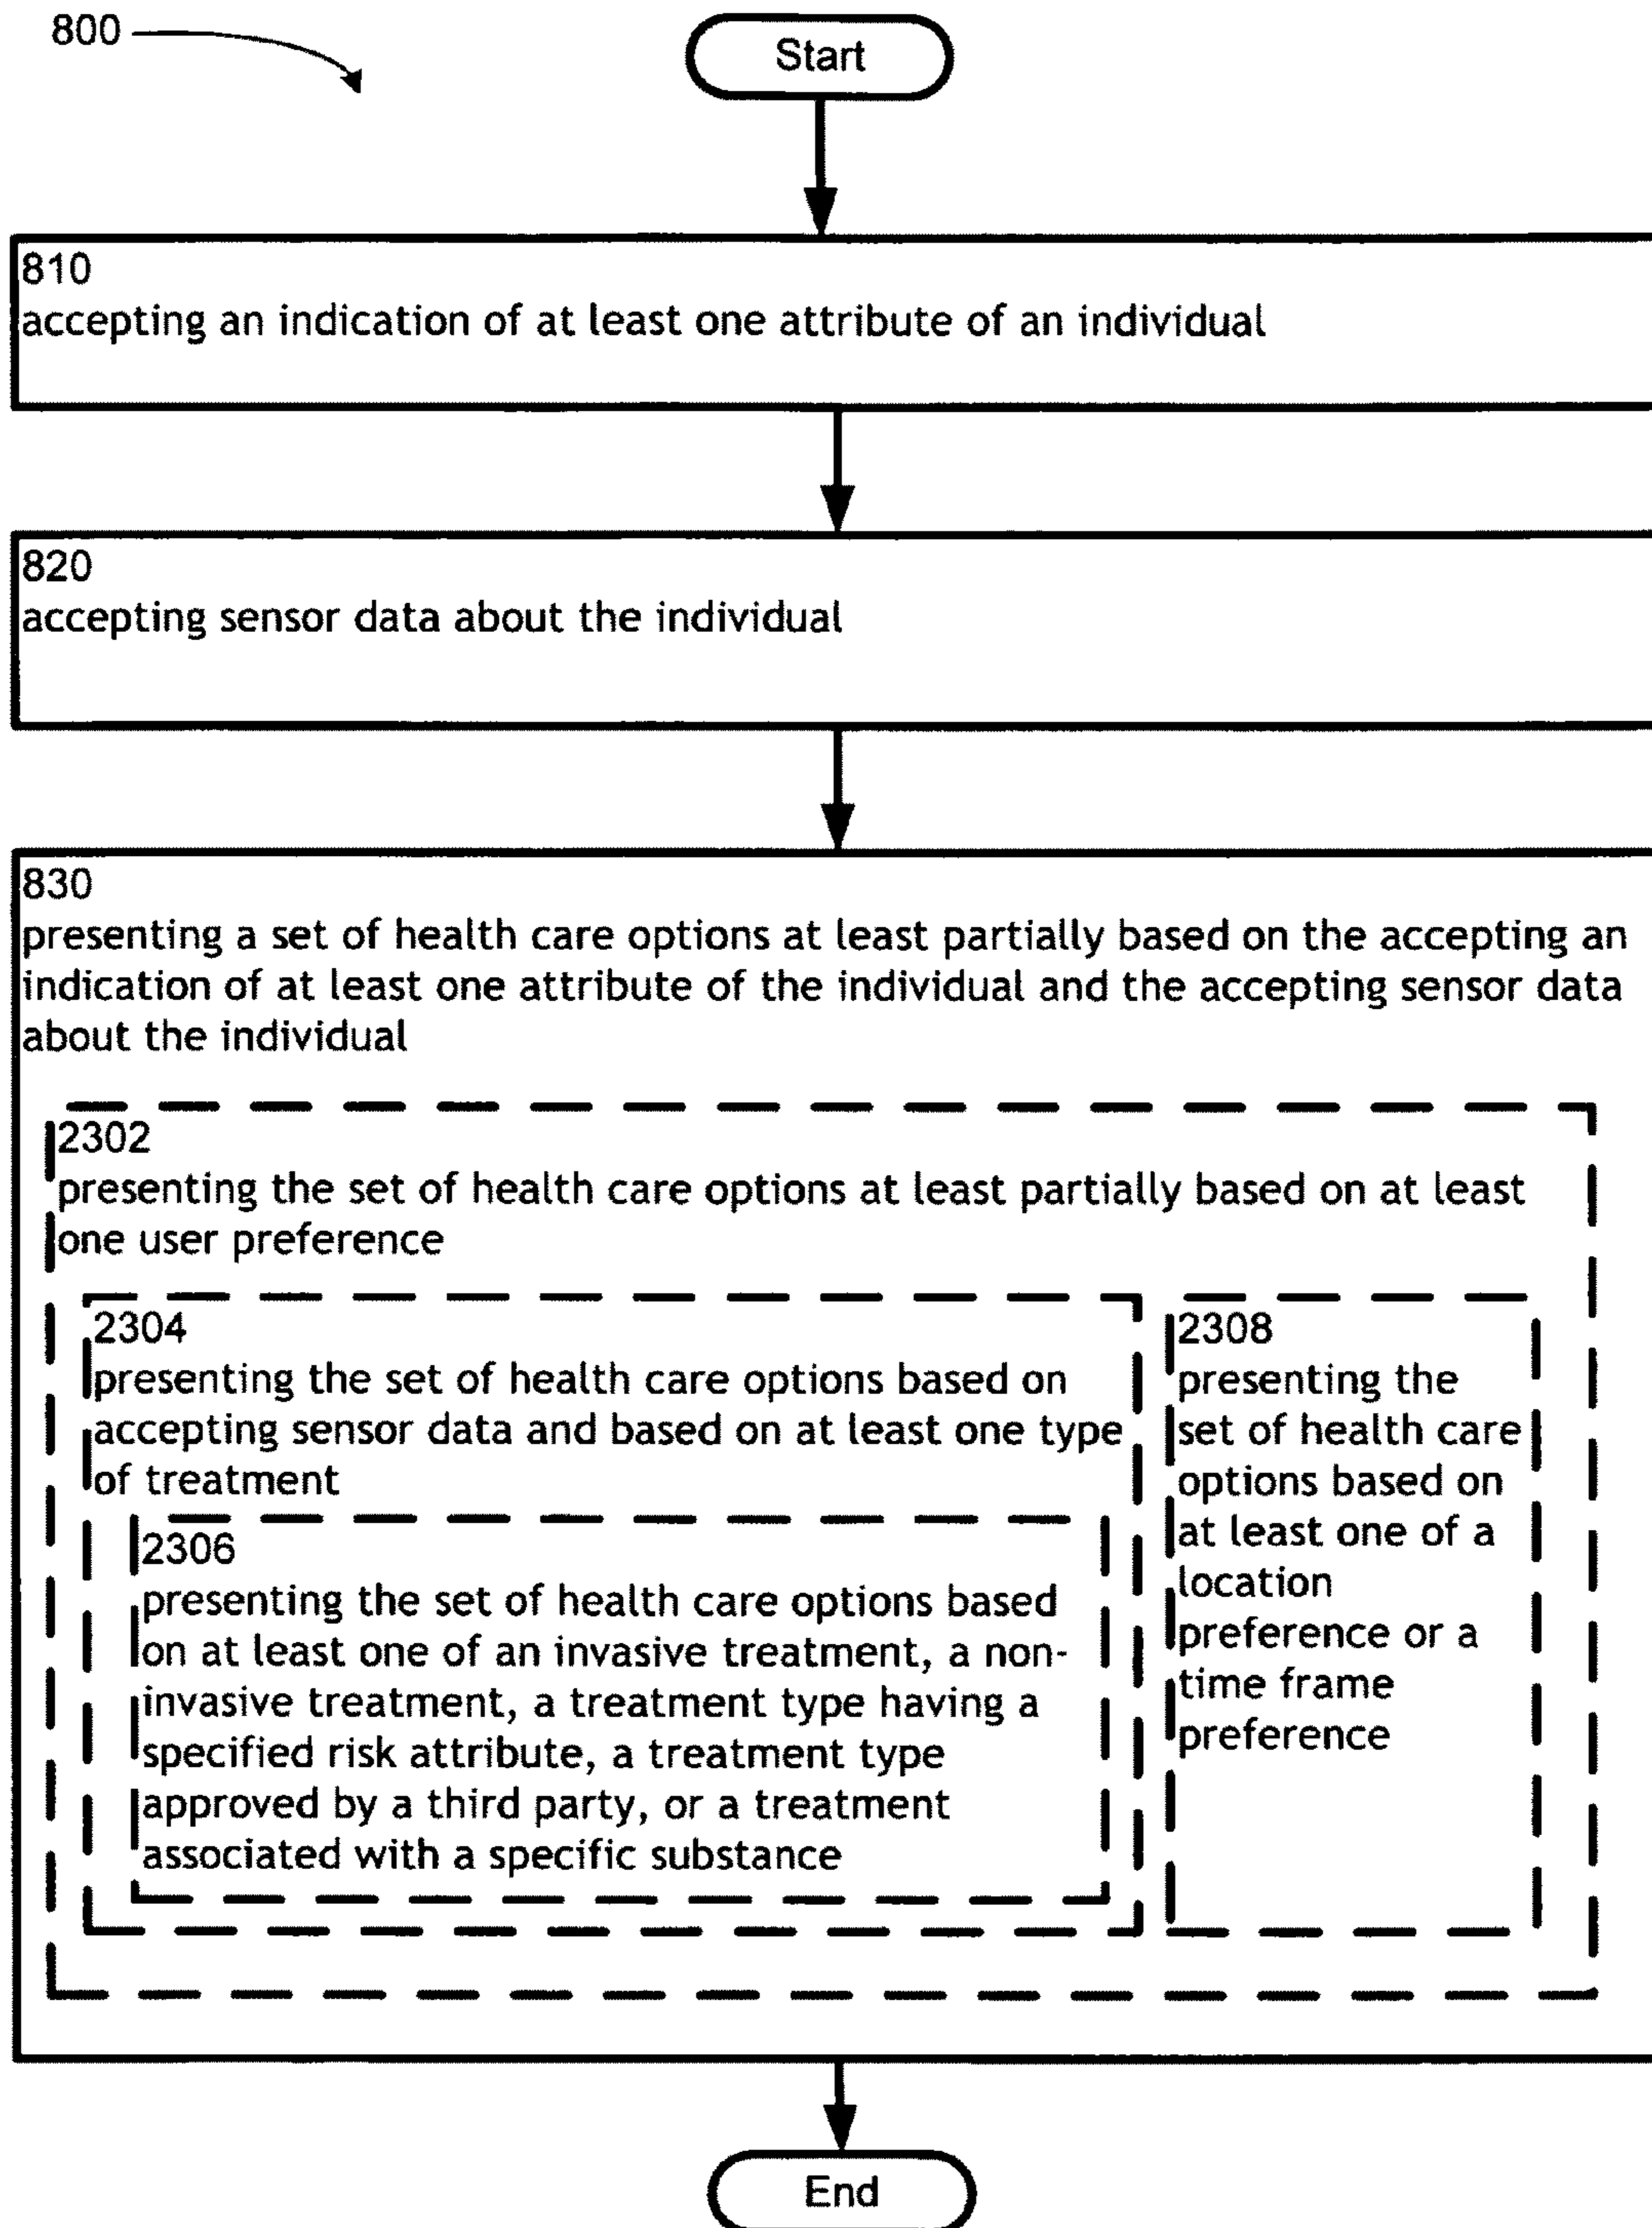 800
Start
810
accepting an indication of at least one attribute of an individual
820
accepting sensor data about the individual
830
presenting a set of health care options at least partially based on the accepting an
indication of at least one attribute of the individual and the accepting sensor data
about the individual
2302
presenting the set of health care options at least partially based on at least
one user preference
2304
presenting the set of health care options based on
accepting sensor data and based on at least one type
of treatment
2306
presenting the set of health care options based
on at least one of an invasive treatment, a non-
invasive treatment, a treatment type having a
specified risk attribute, a treatment type
approved by a third party, or a treatment
associated with a specific substance
2308
presenting the
set of health care
options based on
at least one of a
location
preference or a
time frame
preference
End